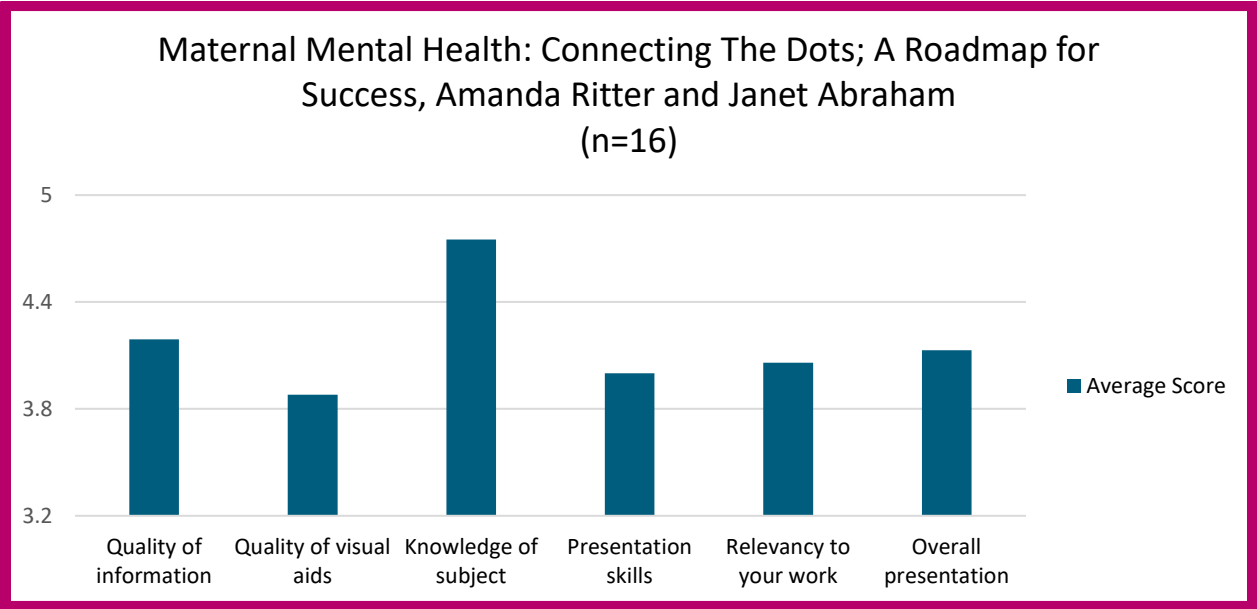 Maternal Mental Health: Connecting The Dots; A Roadmap for
Success, Amanda Ritter and Janet Abraham
(n=16)
5
4.4
3.8
3.2
Average Score
Quality of
information
Quality of visual
aids
Knowledge of
subject
Presentation
skills
Relevancy to
your work
Overall
presentation